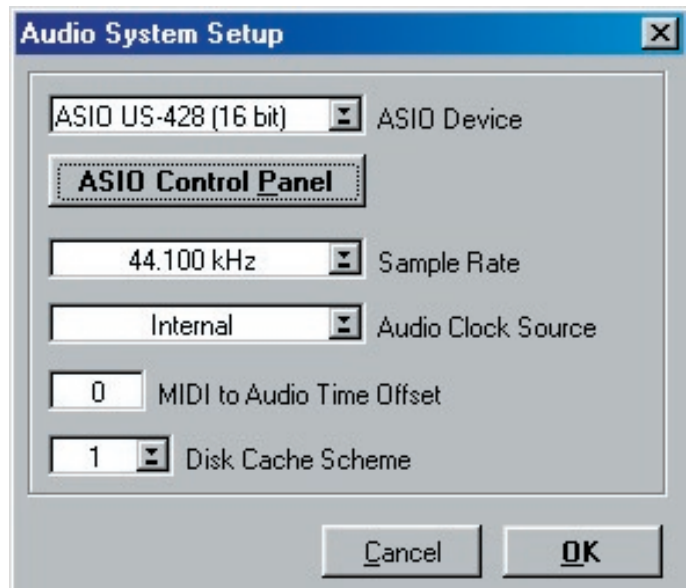 Audio System Setup
ASIO US-428 (16 bit) ASIO Device
ASIO Control Panel
44.100 kHz Sample Rate
Internal Audio Clock Source
0 MIDI to Audio Time Offset
1 Disk Cache Scheme
Cancel OK